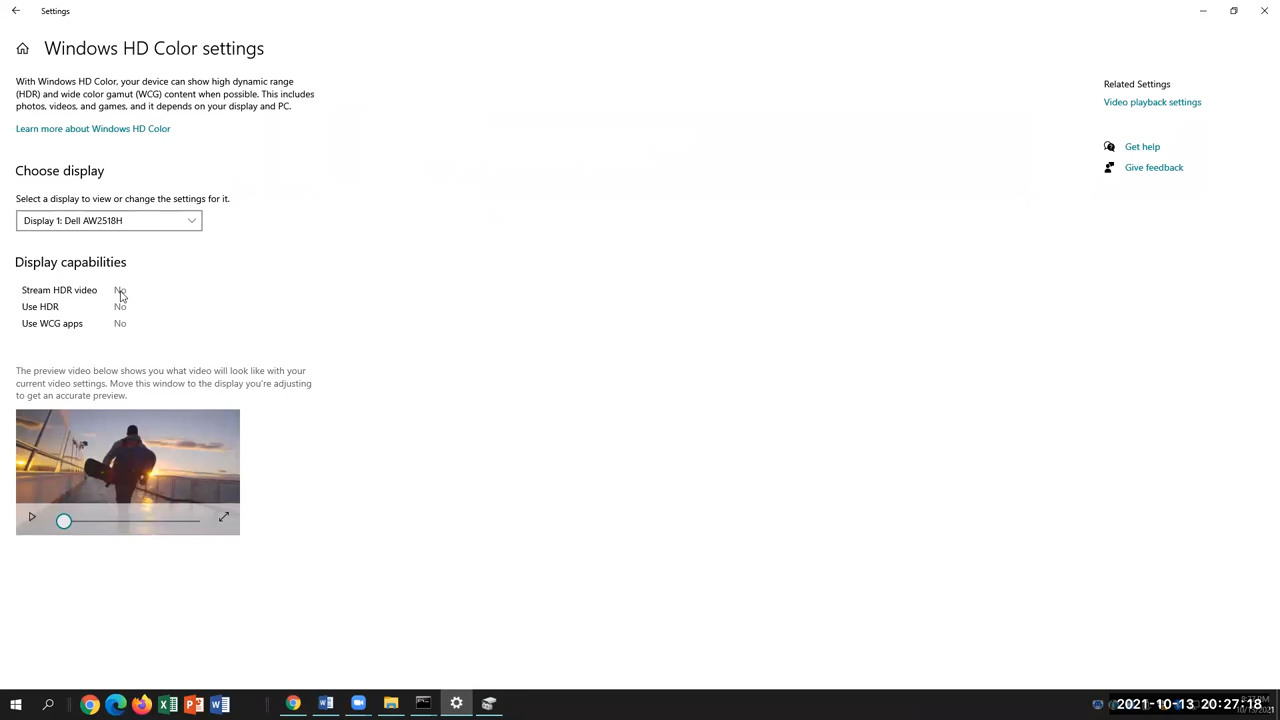 Settings
Windows HD Color settings
With Windows HD Color, your device can show high dynamic range
(HDR) and wide color gamut (WCG) content when possible. This includes
photos, videos, and games, and it depends on your display and PC.
Learn more about Windows HD Color
Choose display
Select a display to view or change the settings for it.
Display 1: Dell AW2518H
Display capabilities
Stream HDR video No
Use HDR No
Use WCG apps No
The preview video below shows you what video will look like with your
current video settings. Move this window to the display you're adjusting
to get an accurate preview.
Related Settings
Video playback settings
Get help
Give feedback
2021-10-13 20:27:18